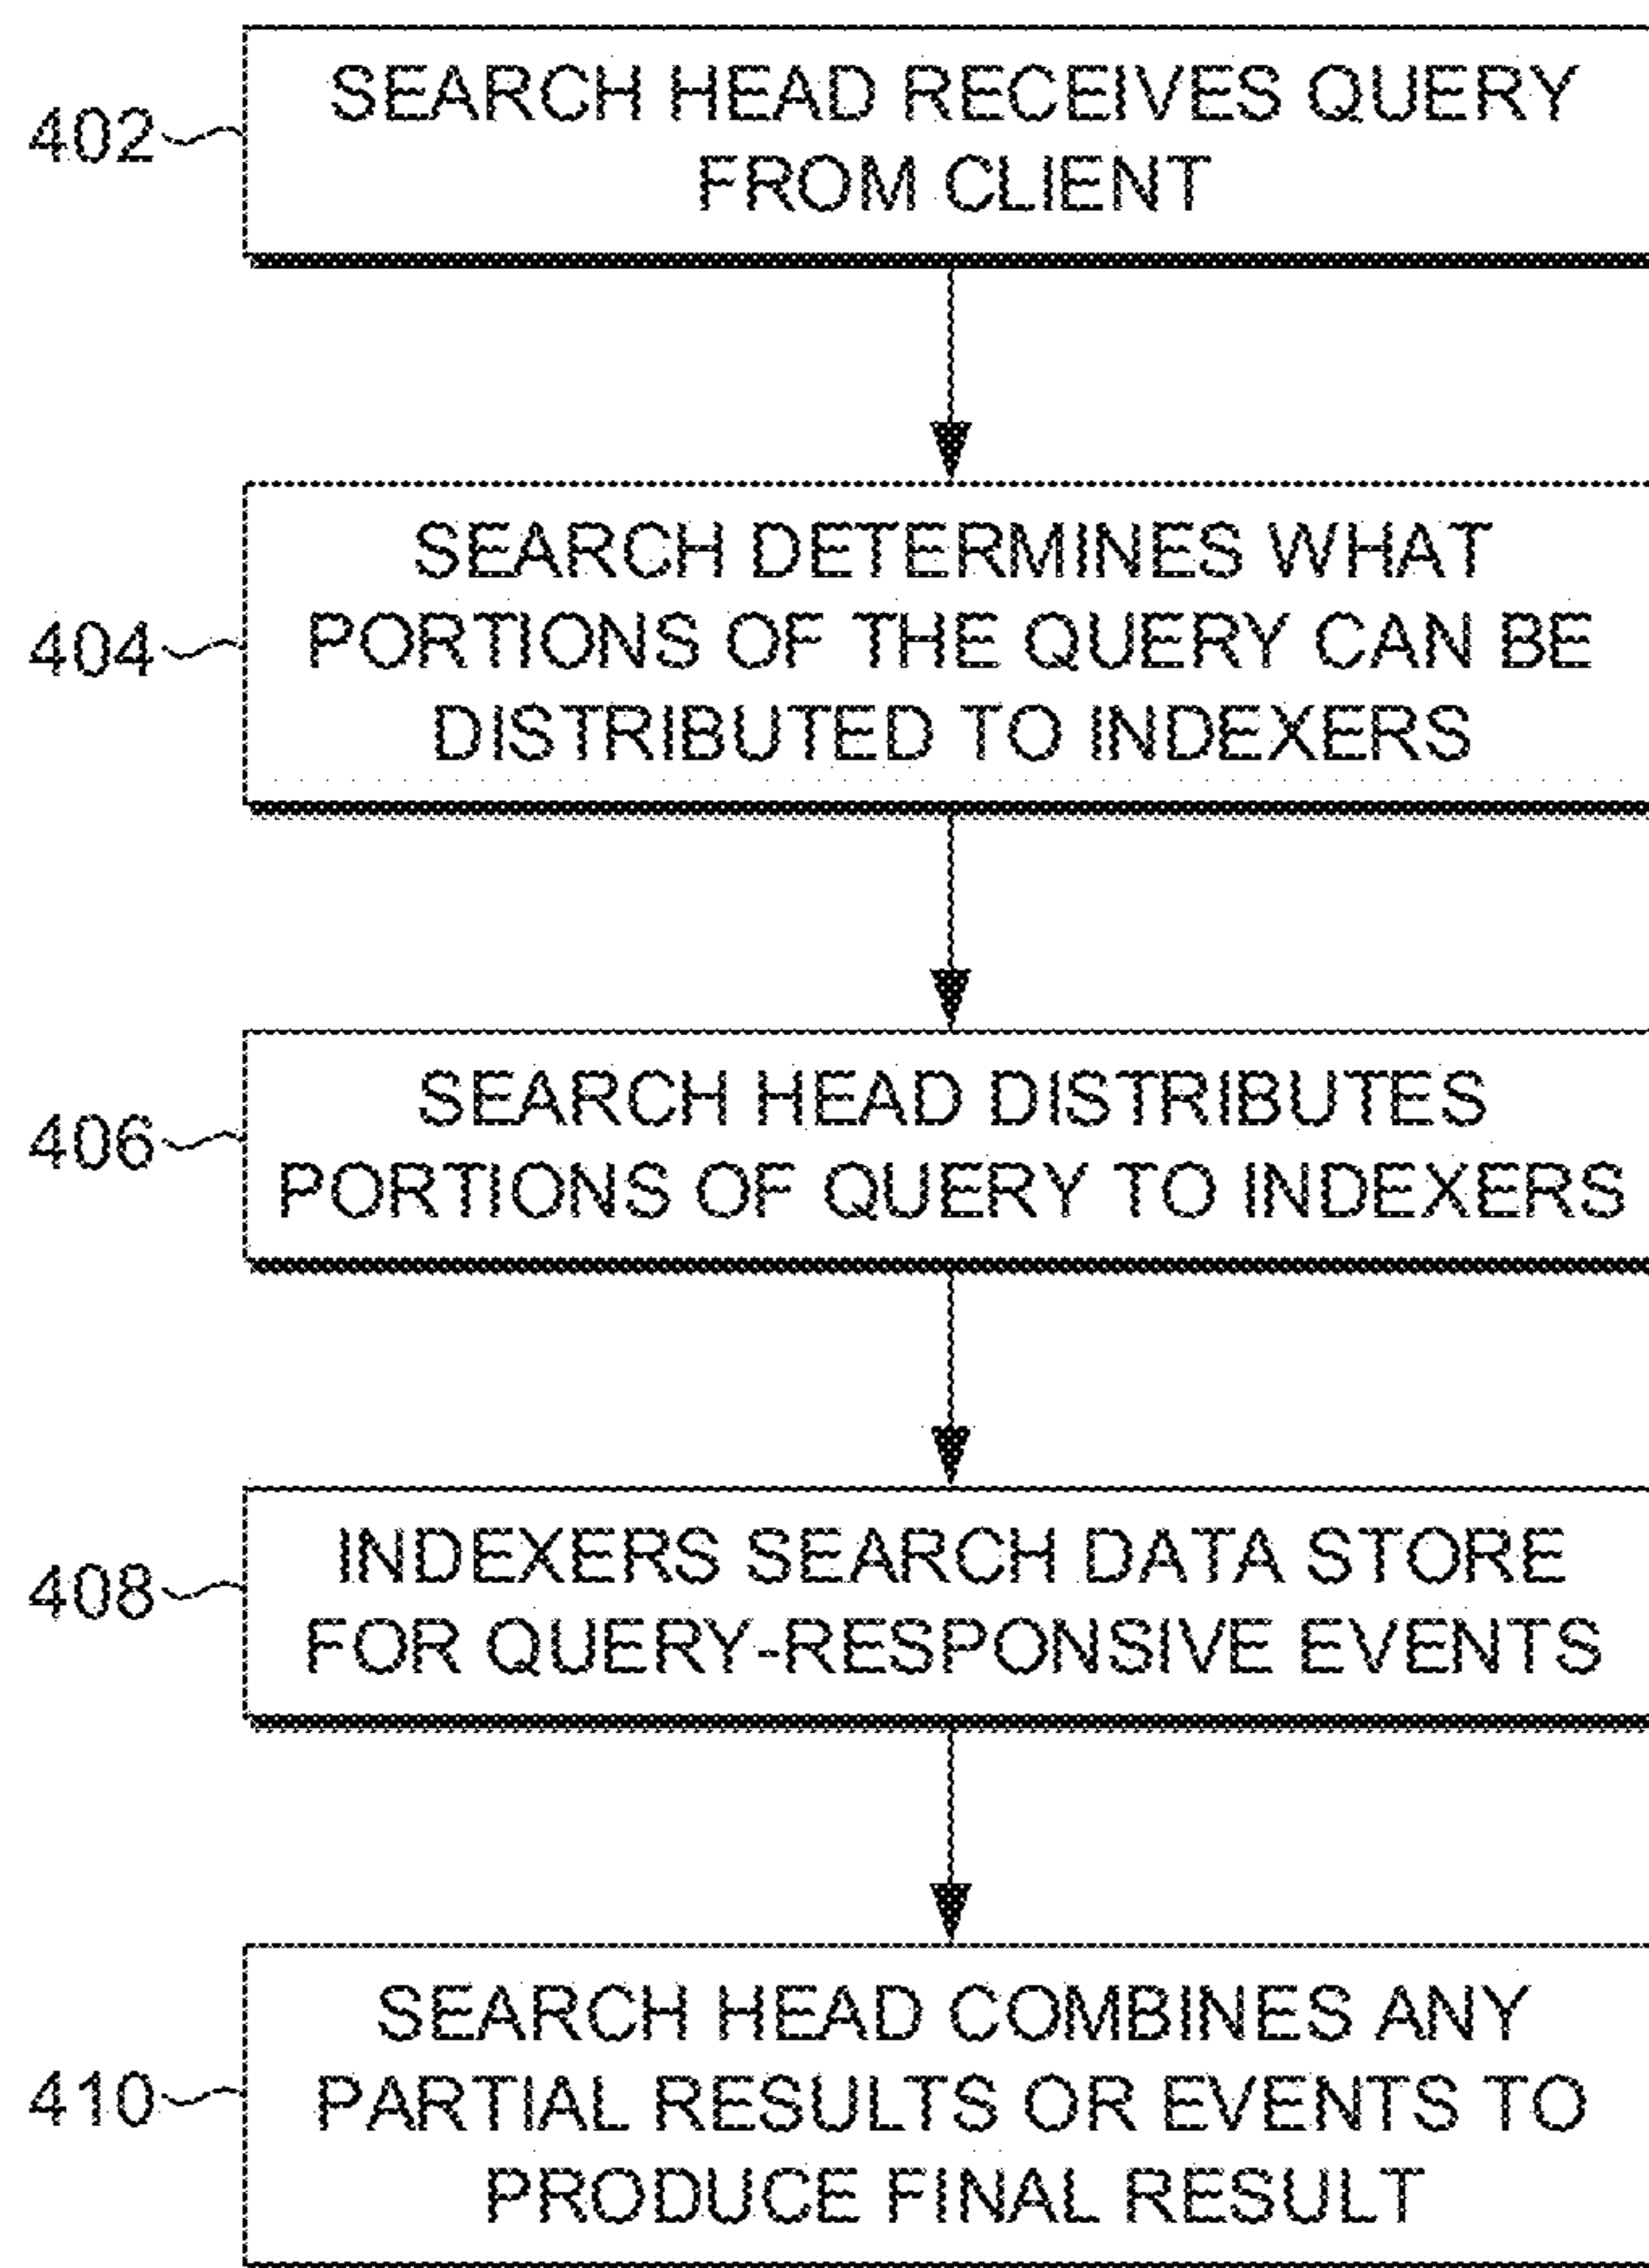 SEARCH HEAD RECEIVES QUERY
402
FROM CLIENT
SEARCH DETERMINES WHAT
404
PORTIONS OF THE QUERY CAN BE
DISTRIBUTED TO INDEXERS
SEARCH HEAD DISTRIBUTES
406
PORTIONS OF QUERY TO INDEXERS
INDEXERS SEARCH DATA STORE
408
FOR QUERY-RESPONSIVE EVENTS
SEARCH HEAD COMBINES ANY
410
PARTIAL RESULTS OR EVENTS TO
PRODUCE FINAL RESULT